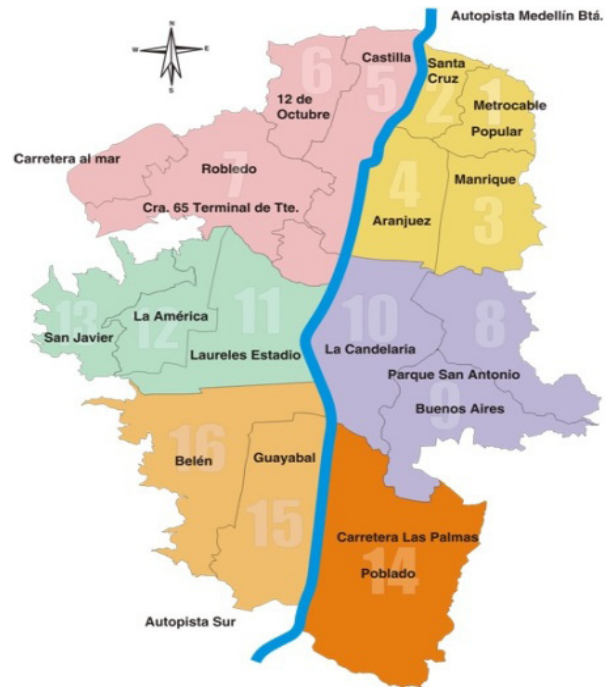 Autopista Medellín Btá.
N
W
E
S
Castilla
6
5
Santa
Cruz
2
1
Metrocable
Popular
12 de
Octubre
Carretera al mar
Robledo
7
4
Manrique
Cra. 65 Terminal de Tte.
Aranjuez
3
La América
13
12
11
10
8
San Javier
Laureles Estadio
La Candelaria
Parque San Antonio
Buenos Aires
9
Belén
16
Guayabal
15
Carretera Las Palmas
14
Poblado
Autopista Sur